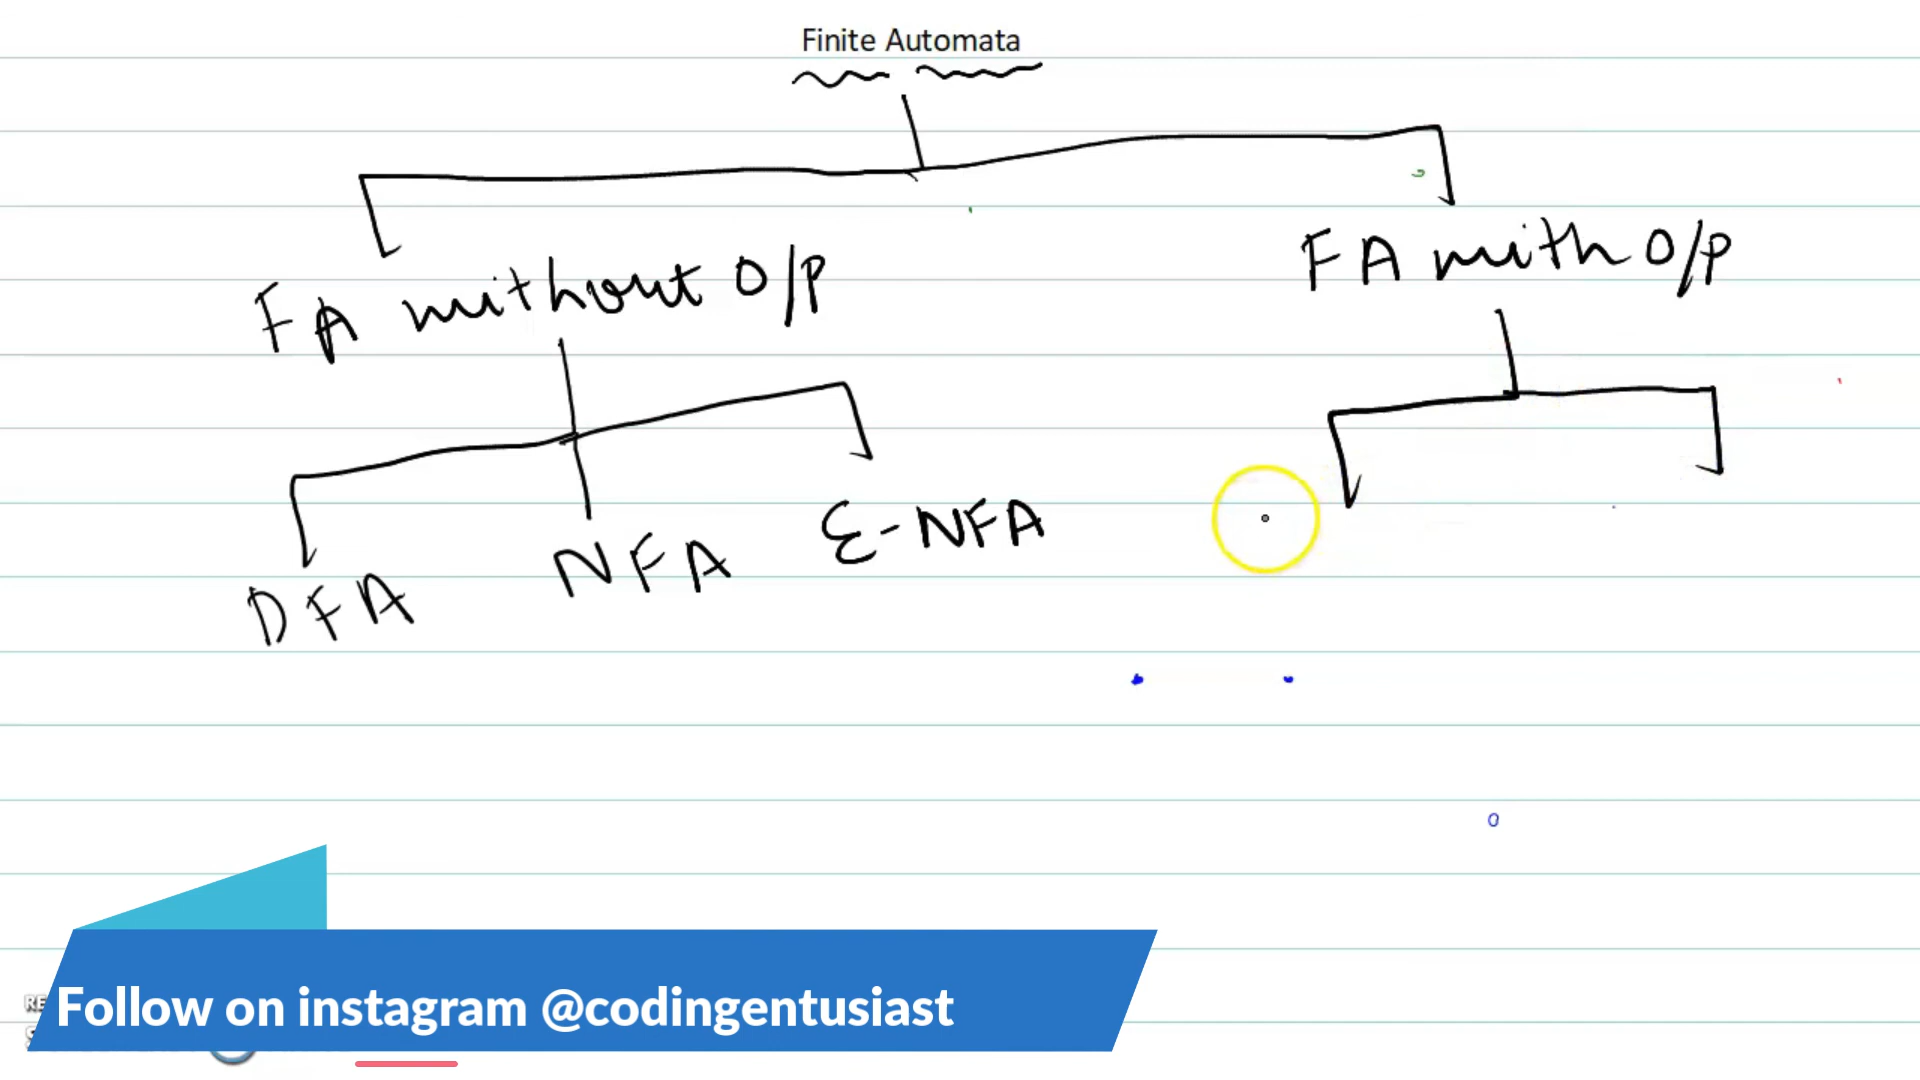 Finite Automata
FA without O/P
FA with O/P
DFA
NFA
ε-NFA
Follow on instagram @codingentusiast